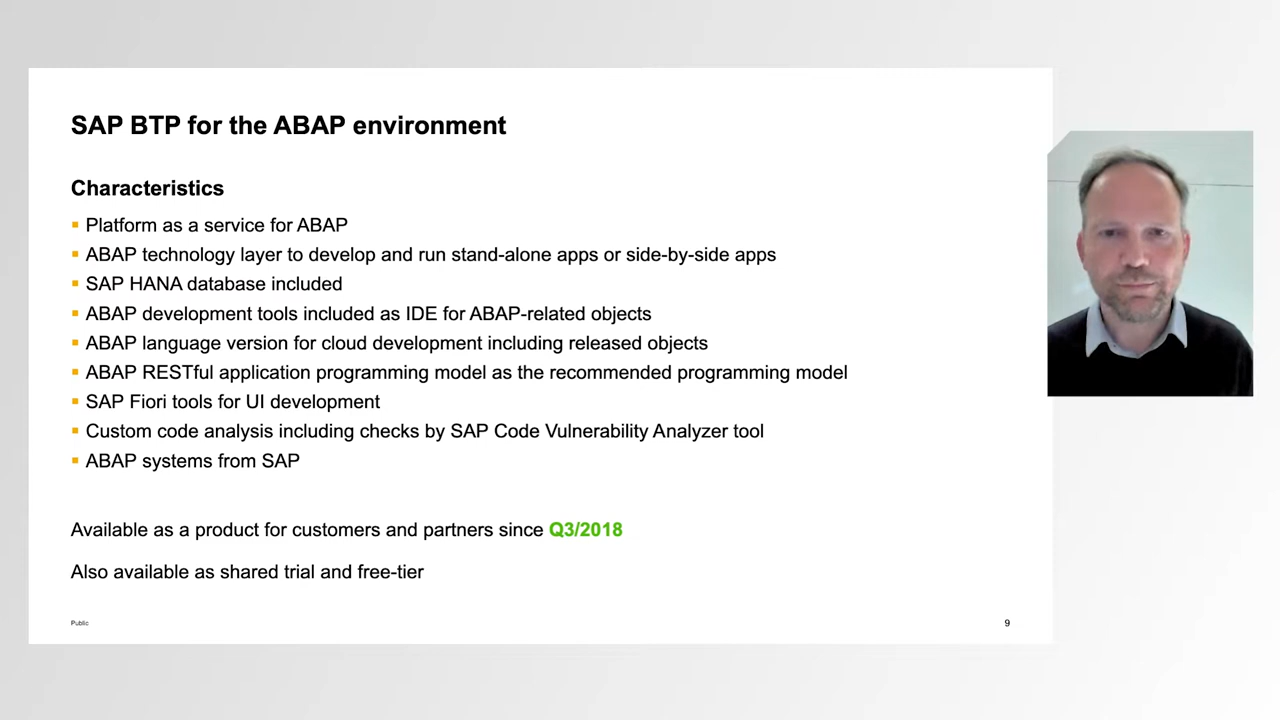 SAP BTP for the ABAP environment
Characteristics
Platform as a service for ABAP
ABAP technology layer to develop and run stand-alone apps or side-by-side apps
SAP HANA database included
ABAP development tools included as IDE for ABAP-related objects
ABAP language version for cloud development including released objects
ABAP RESTful application programming model as the recommended programming model
SAP Fiori tools for UI development
Custom code analysis including checks by SAP Code Vulnerability Analyzer tool
ABAP systems from SAP
Available as a product for customers and partners since Q3/2018
Also available as shared trial and free-tier
Public
9